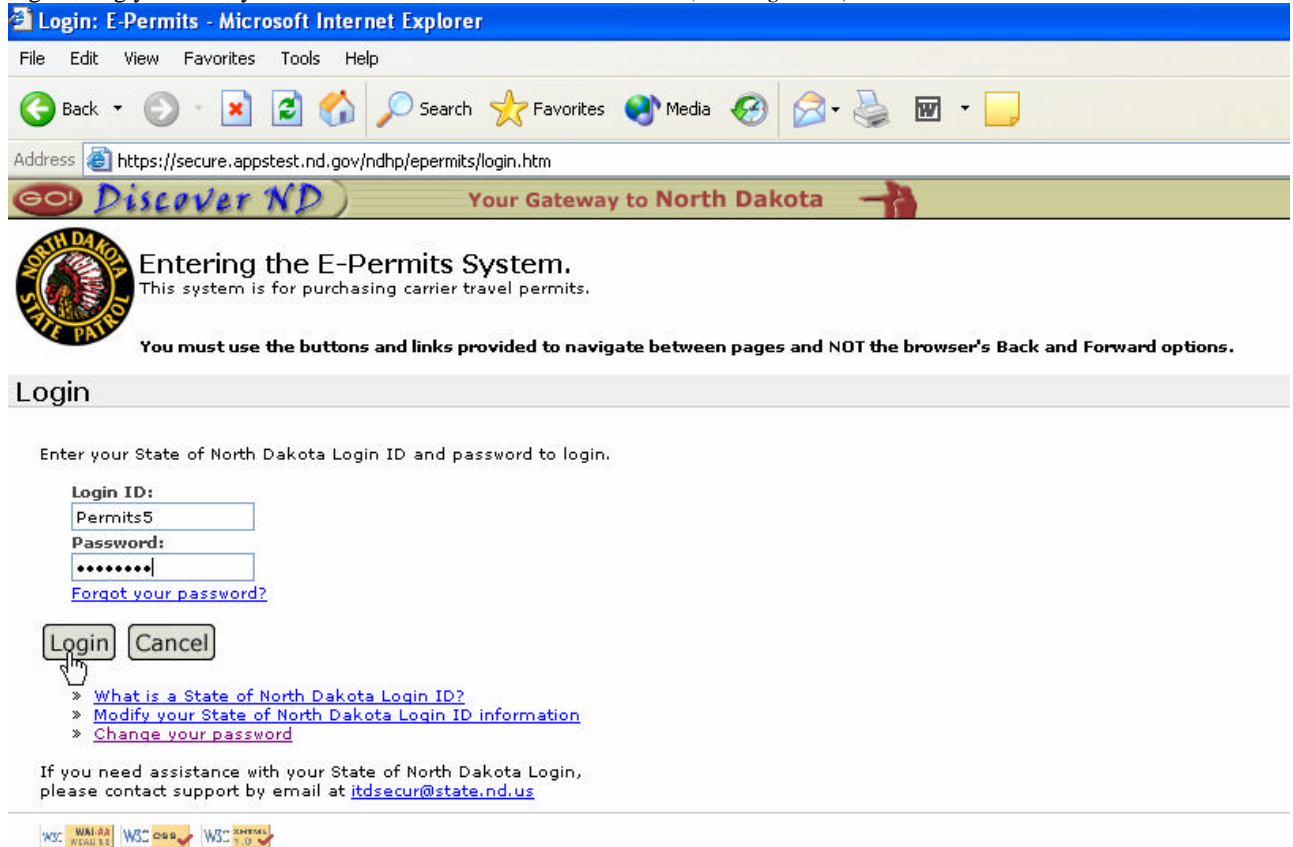 Login: E-Permits - Microsoft Internet Explorer
File Edit View Favorites Tools Help
Back Search Favorites Media
Address https://secure.appstest.nd.gov/ndhp/epermits/login.htm
GO! Discover ND Your Gateway to North Dakota
NORTH DAKOTA STATE PATROL
Entering the E-Permits System.
This system is for purchasing carrier travel permits.
You must use the buttons and links provided to navigate between pages and NOT the browser's Back and Forward options.
Login
Enter your State of North Dakota Login ID and password to login.
Login ID:
Permits5
Password:
••••••••
Forgot your password?
Login Cancel
» What is a State of North Dakota Login ID?
» Modify your State of North Dakota Login ID information
» Change your password
If you need assistance with your State of North Dakota Login,
please contact support by email at itdsecur@state.nd.us
W3C WAI-AA WCAG 1.0 W3C css W3C XHTML 1.0